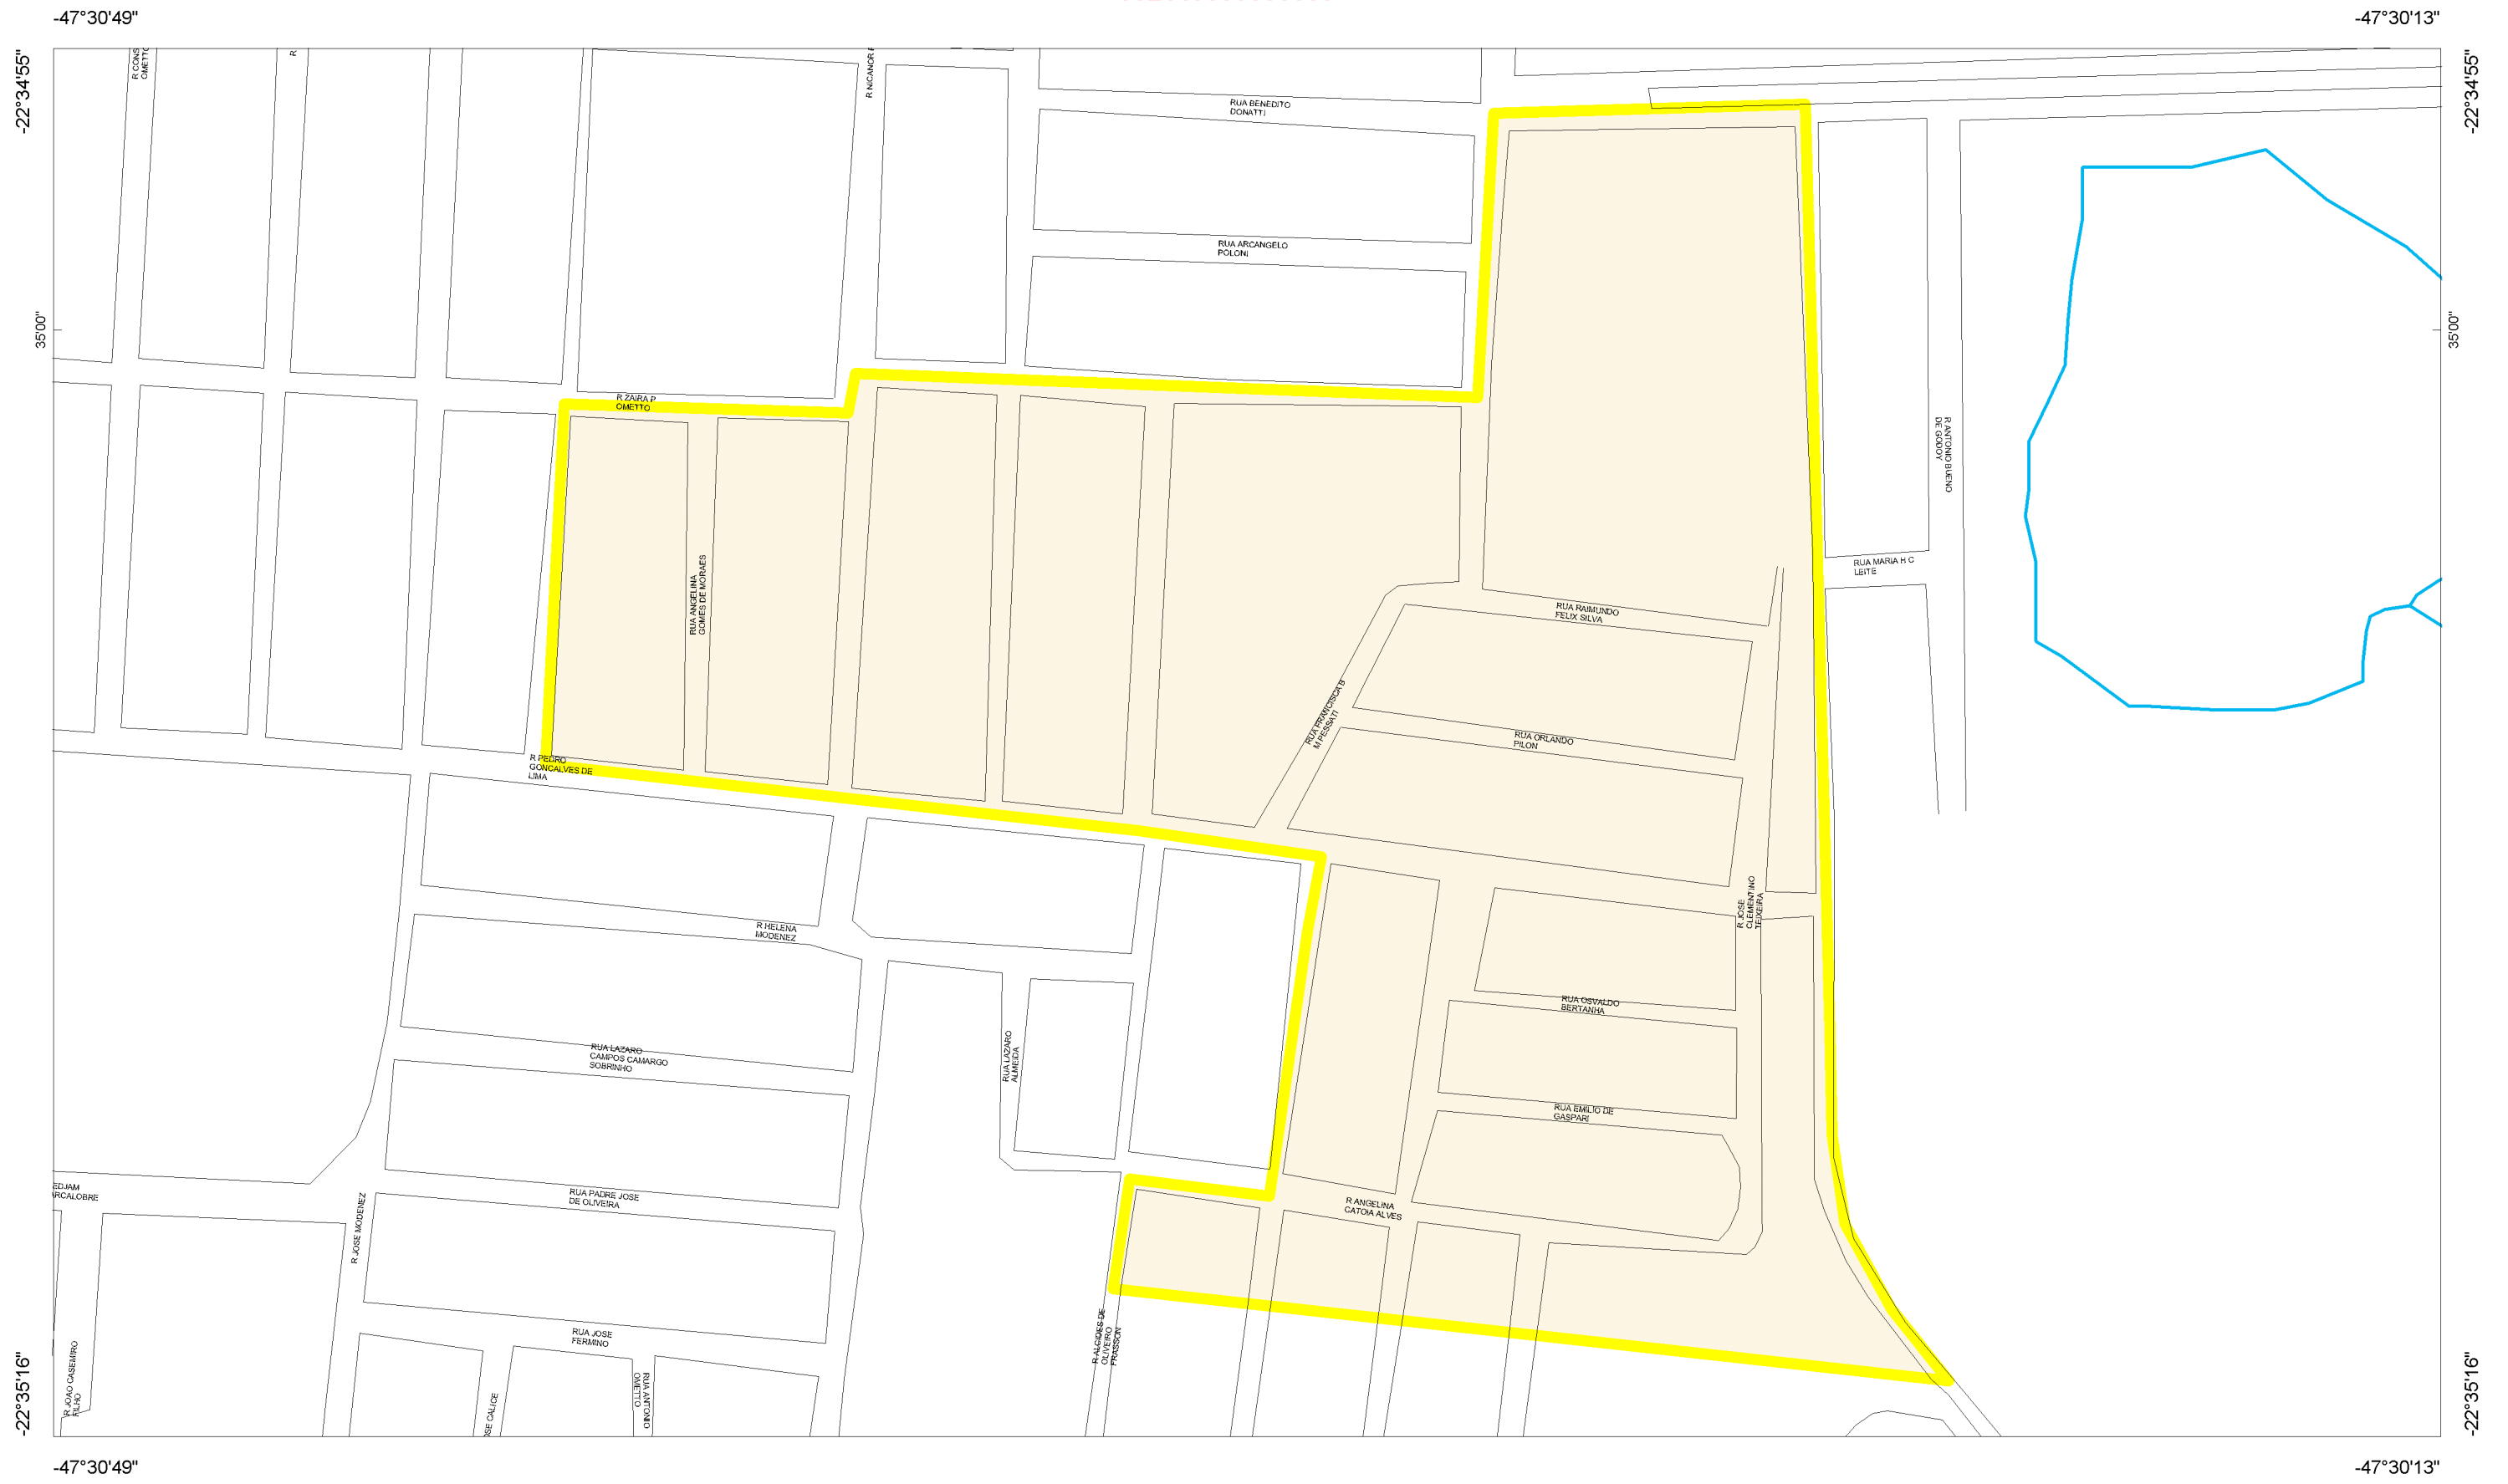 -47°30'49"
-47°30'13"
-22°34'55"
-22°34'55"
R CONS
OMETTO
R
R NICANOR
RUA BENEDITO
DONATTI
RUA ARCANGELO
POLONI
35'00"
35'00"
R ZAIRA P
OMETTO
R ANTONIO BUENO
DE GODOY
RUA ANGELINA
GOMES DE MORAES
RUA MARIA H C
LEITE
RUA RAIMUNDO
FELIX SILVA
RUA FRANCISCA B
M PESSATI
RUA ORLANDO
PILON
R PEDRO
GONCALVES DE
LIMA
R JOSE
CLEMENTINO
TEIXEIRA
R HELENA
MODENEZ
RUA OSVALDO
BERTANHA
RUA LAZARO
CAMPOS CAMARGO
SOBRINHO
RUA LAZARO
ALMEIDA
RUA EMILIO DE
GASPARI
EDJAM
ARCALOBRE
RUA PADRE JOSE
DE OLIVEIRA
R JOSE MODENEZ
R ANGELINA
CATOIA ALVES
RUA JOSE
FERMINO
R ALCIDES DE
OLIVEIRO
FRASSON
R JOAO CASEMIRO
FILHO
OSE CALICE
RUA ANTONIO
OMETTO
-22°35'16"
-22°35'16"
-47°30'49"
-47°30'13"